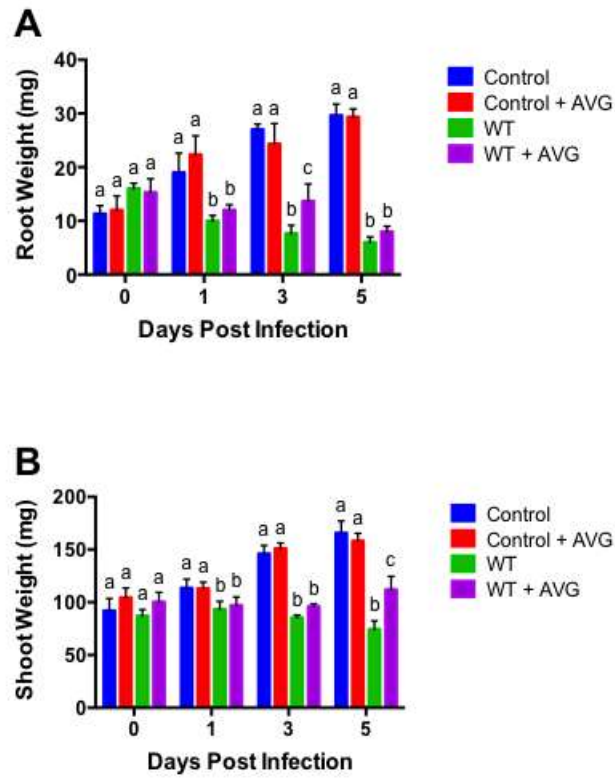 A
Root Weight (mg)
40
30
20
10
0
a a a a
a a b b
a a b c
a a b b
0 1 3 5
Days Post Infection
Control
Control + AVG
WT
WT + AVG
B
Shoot Weight (mg)
200
150
100
50
0
a a a a
a a b b
a a b b
a a b c
0 1 3 5
Days Post Infection
Control
Control + AVG
WT
WT + AVG